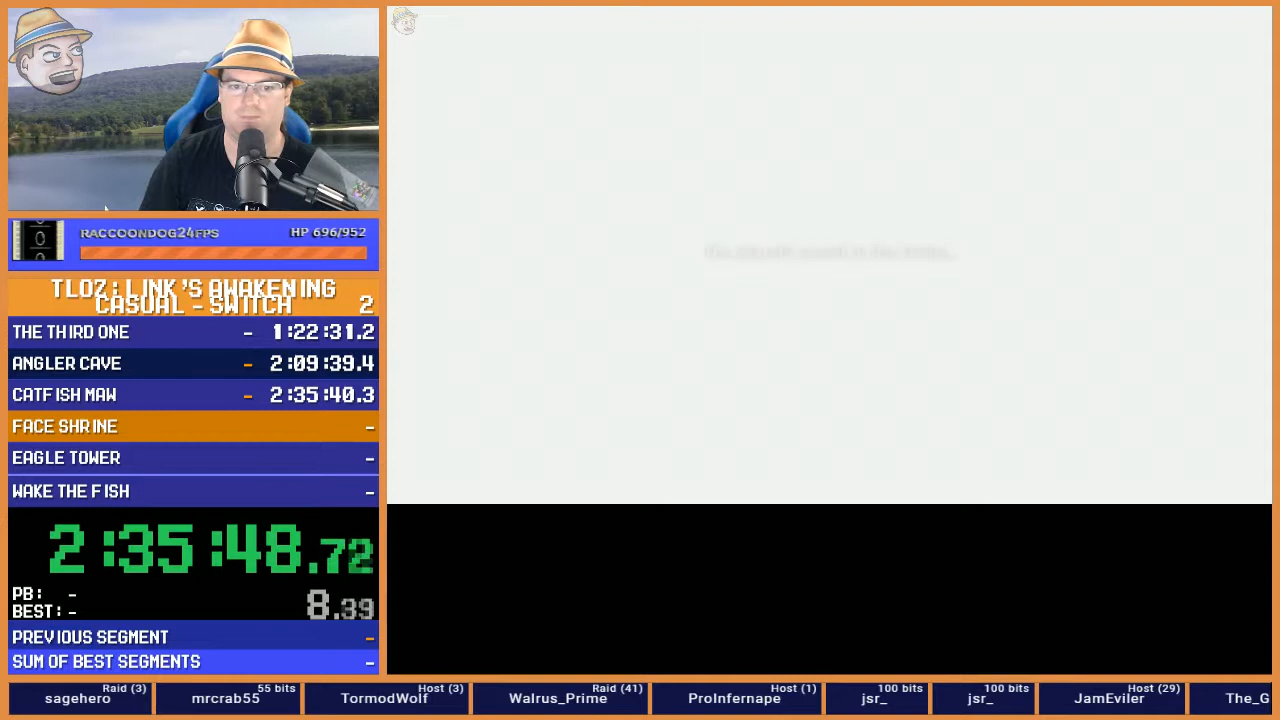 RACCOONDOG24FPS HP 696/952
TLOZ: LINK'S AWAKENING
CASUAL - SWITCH 2
THE THIRD ONE - 1:22:31.2
ANGLER CAVE - 2:09:39.4
CATFISH MAW - 2:35:40.3
FACE SHRINE -
EAGLE TOWER -
WAKE THE FISH -
2:35:48.72
PB: -
BEST: - 8.39
PREVIOUS SEGMENT -
SUM OF BEST SEGMENTS -
Raid (3) 55 bits Host (3) Raid (41) Host (1) 100 bits 100 bits Host (29)
sagehero mrcrab55 TormodWolf Walrus_Prime ProInfernape jsr_ jsr_ JamEviler The_G